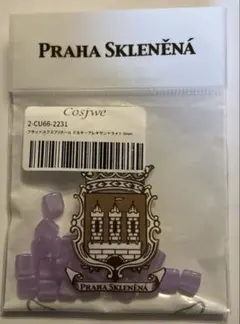 PRAHA SKLENĚNÁ
Cosfwe
2-CU66-2231
PRAHA SKLENĚNÁ